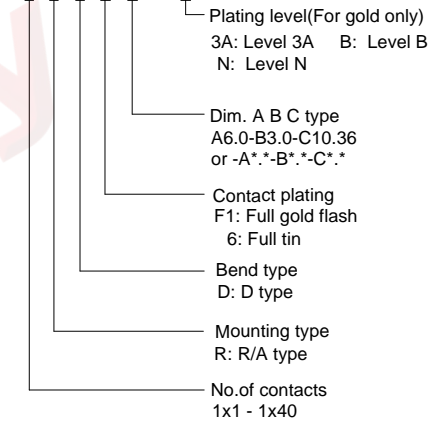 Plating level(For gold only)
3A: Level 3A B: Level B
N: Level N
Dim. A B C type
A6.0-B3.0-C10.36
or -A*.*-B*.*-C*.*
Contact plating
F1: Full gold flash
6: Full tin
Bend type
D: D type
Mounting type
R: R/A type
No.of contacts
1x1 - 1x40